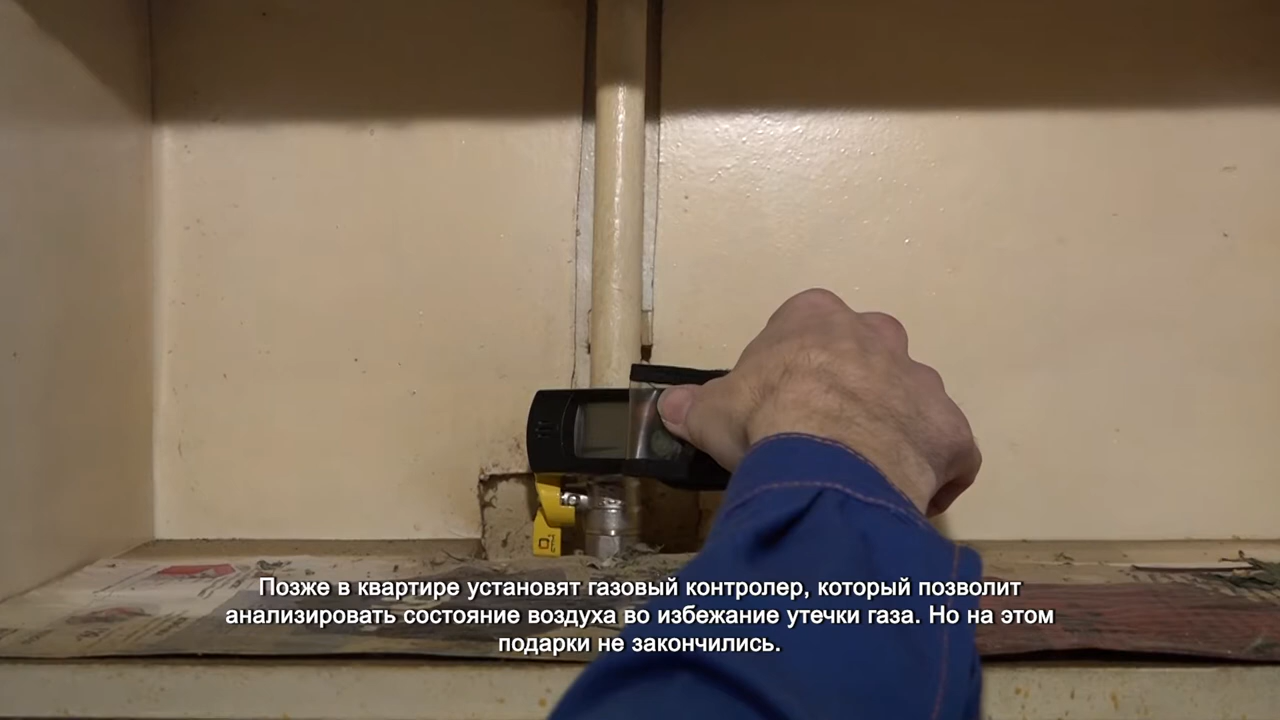 Позже в квартире установят газовый контролер, который позволит
анализировать состояние воздуха во избежание утечки газа. Но на этом
подарки не закончились.